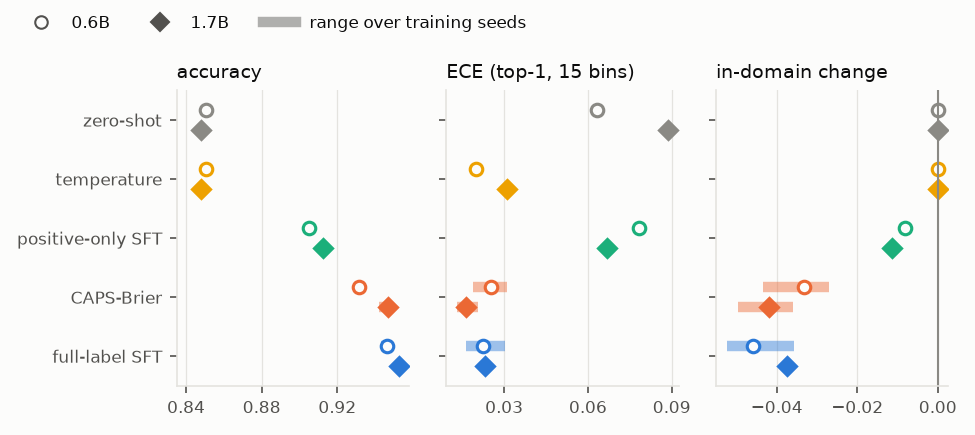 0.6B 1.7B range over training seeds
accuracy ECE (top-1, 15 bins) in-domain change
zero-shot
temperature
positive-only SFT
CAPS-Brier
full-label SFT
0.84 0.88 0.92 0.03 0.06 0.09 −0.04 −0.02 0.00